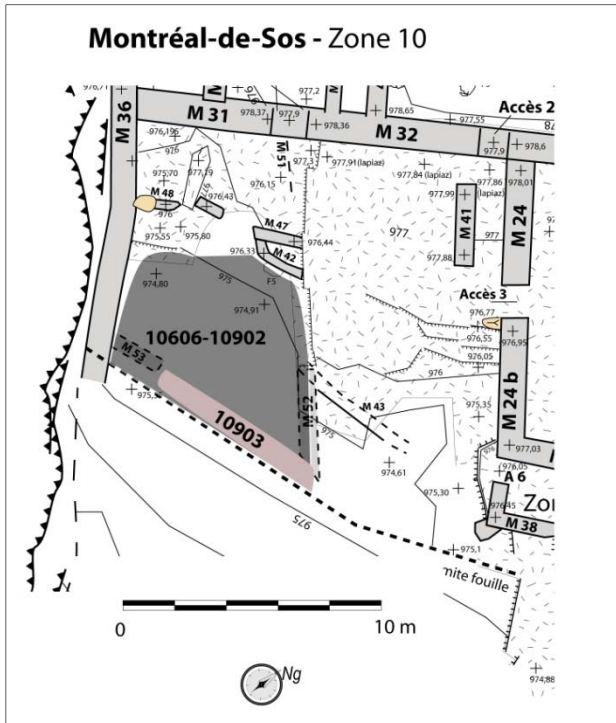 Montréal-de-Sos - Zone 10
976,71
M 36
M 31
978,37
977,9
977,2
978,36
978,65
M 32
977,55
Accès 2
977,9
978,6
976,195
976
977,19
M 51
977,3
977,91 (lapiaz)
977,84 (lapiaz)
977,86
(lapiaz)
978,01
975,70
976,15
977,99
M 48
976
976,43
977
M 41
M 24
975,55
975,80
M 47
976,44
977
977
976,33
M 42
977,88
975
F5
974,80
974,91
Accès 3
976,77
976,55
976,95
10606-10902
976,05
976
M 53
M 52
M 43
M 24 b
975,35
10903
975
974,61
977,03
976
976,05
A 6
975,30
976,45
Zo
M 38
975
975,1
mite fouille
0
10 m
974,88
Ng